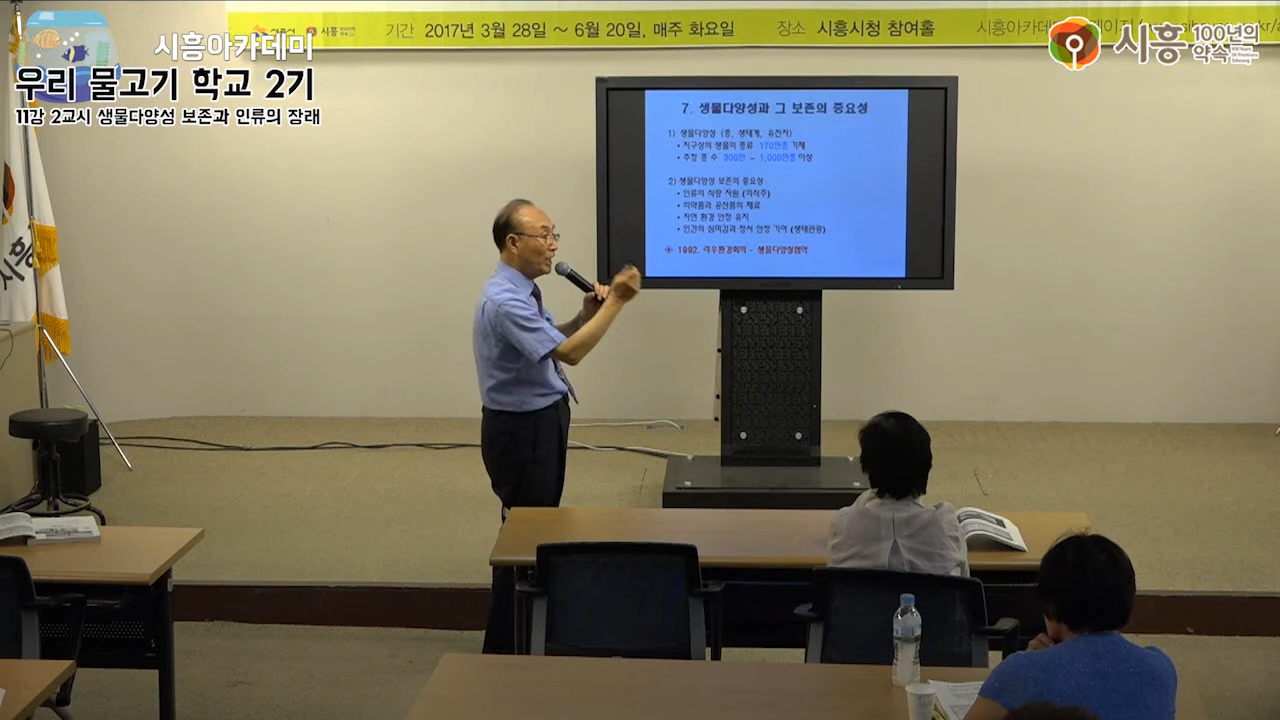 기간 2017년 3월 28일 ~ 6월 20일, 매주 화요일 장소 시흥시청 참여홀
시흥 100년의 약속
시흥아카데미
우리 물고기 학교 2기
11강 2교시 생물다양성 보존과 인류의 장래
7. 생물다양성과 그 보존의 중요성
1) 생물다양성 (종, 생태계, 유전자)
• 지구상의 생물의 종류 170만종 기재
• 추정 종 수 300만 ~ 1,000만종 이상
2) 생물다양성 보존의 중요성
• 인류의 식량 자원 (의식주)
• 의약품과 공산품의 재료
• 자연 환경 안정 유지
• 인간의 심미감과 정서 안정 기여 (생태관광)
※ 1992. 리우환경회의 - 생물다양성협약
시흥